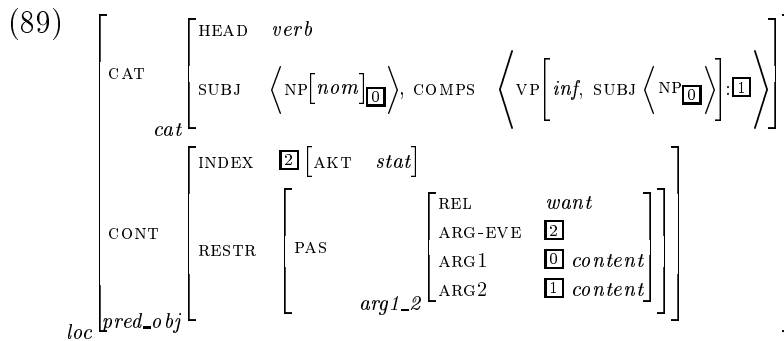 (89)
HEAD verb
CAT SUBJ ⟨NP[nom]0⟩, COMPS ⟨VP[inf, SUBJ ⟨NP0⟩]:1⟩
cat
INDEX 2 [AKT stat]
REL want
CONT RESTR PAS ARG-EVE 2
ARG1 0 content
ARG2 1 content
arg1_2
pred_obj
loc